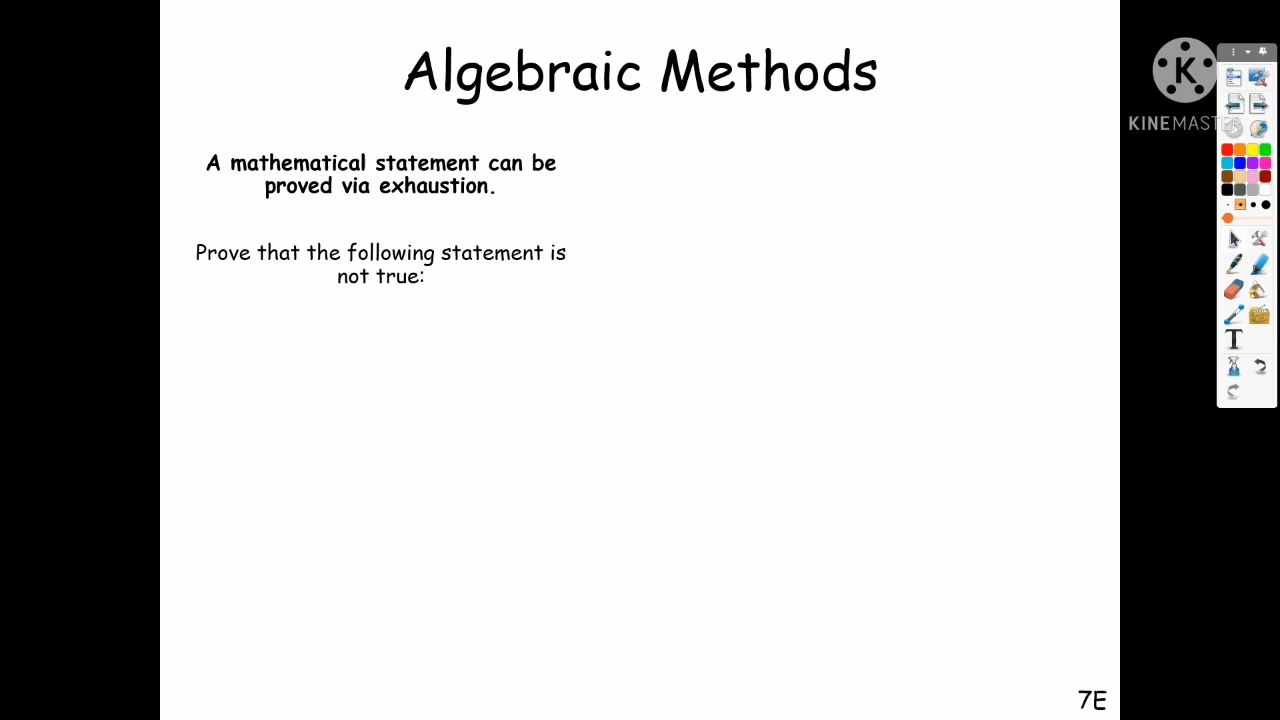 Algebraic Methods
A mathematical statement can be
proved via exhaustion.
Prove that the following statement is
not true:
K
KINEMASTER
T
7E